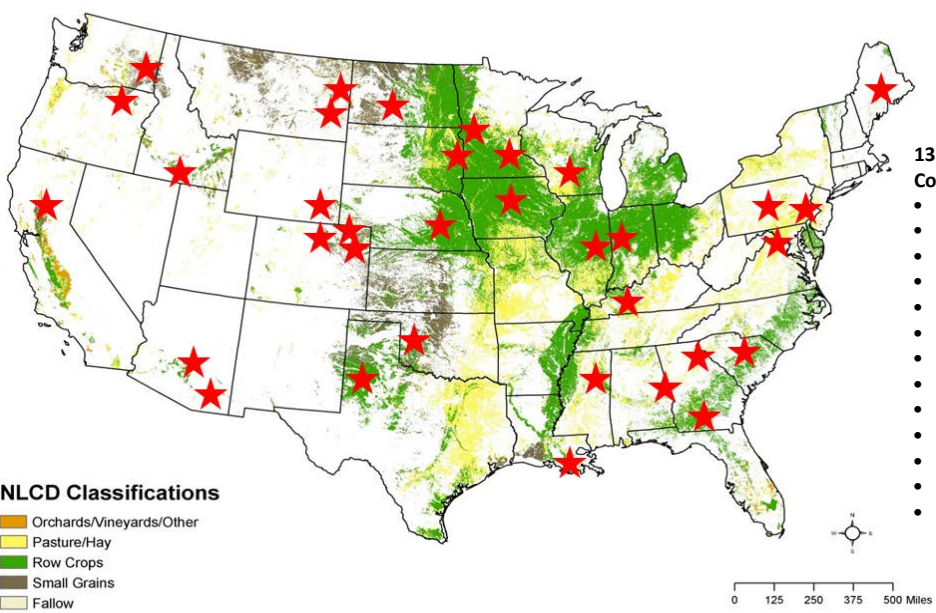 13
Co
•
•
•
•
•
•
•
•
•
•
•
•
•
NLCD Classifications
Orchards/Vineyards/Other
Pasture/Hay
Row Crops
Small Grains
Fallow
N
W E
S
0 125 250 375 500 Miles